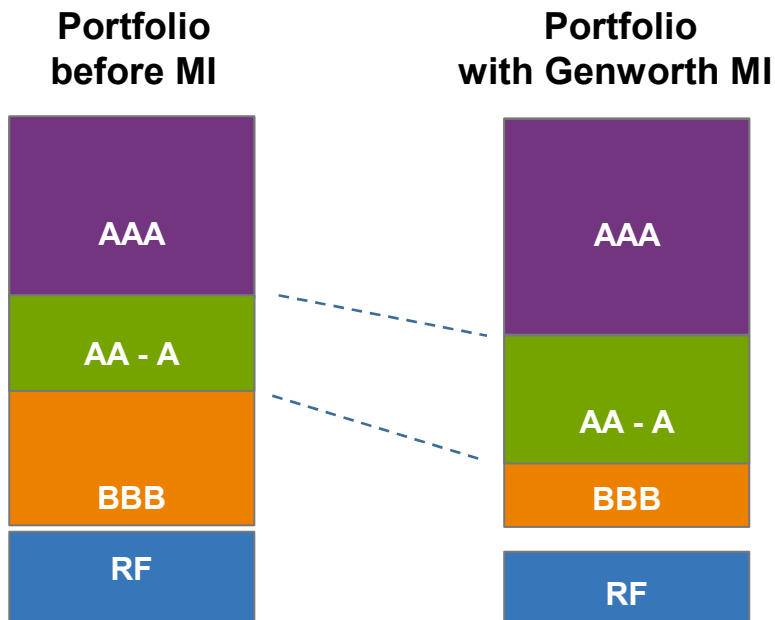 Portfolio
before MI
AAA
AA - A
BBB
RF
Portfolio
with Genworth MI
AAA
AA - A
BBB
RF